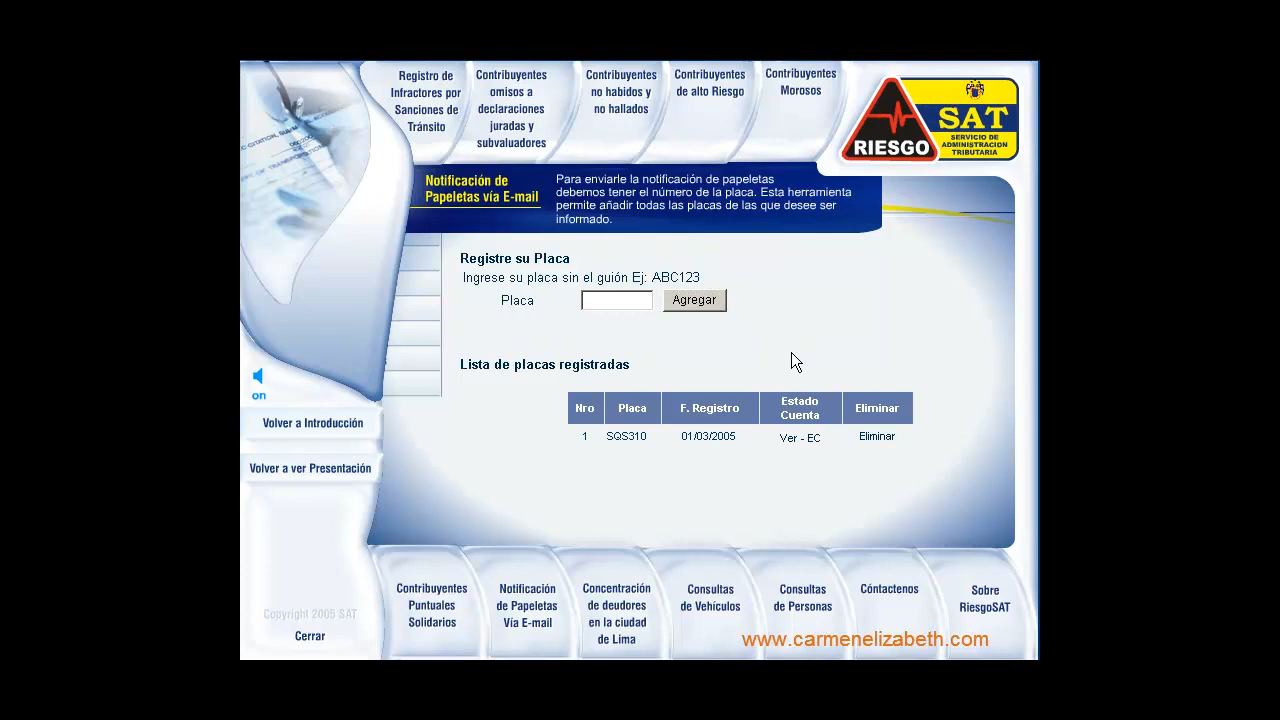 Registro de
Infractores por
Sanciones de
Tránsito
Contribuyentes
omisos a
declaraciones
juradas y
subvaluadores
Contribuyentes
no habidos y
no hallados
Contribuyentes
de alto Riesgo
Contribuyentes
Morosos
RIESGO
SAT
SERVICIO DE
ADMINISTRACION
TRIBUTARIA
Notificación de
Papeletas vía E-mail
Para enviarle la notificación de papeletas
debemos tener el número de la placa. Esta herramienta
permite añadir todas las placas de las que desee ser
informado.
Registre su Placa
Ingrese su placa sin el guión Ej: ABC123
Placa
Agregar
Lista de placas registradas
Nro Placa F. Registro Estado Cuenta Eliminar
1 SQS310 01/03/2005 Ver - EC Eliminar
on
Volver a Introducción
Volver a ver Presentación
Copyright 2005 SAT
Cerrar
Contribuyentes
Puntuales
Solidarios
Notificación
de Papeletas
Vía E-mail
Concentración
de deudores
en la ciudad
de Lima
Consultas
de Vehículos
Consultas
de Personas
Cóntactenos
Sobre
RiesgoSAT
www.carmenelizabeth.com